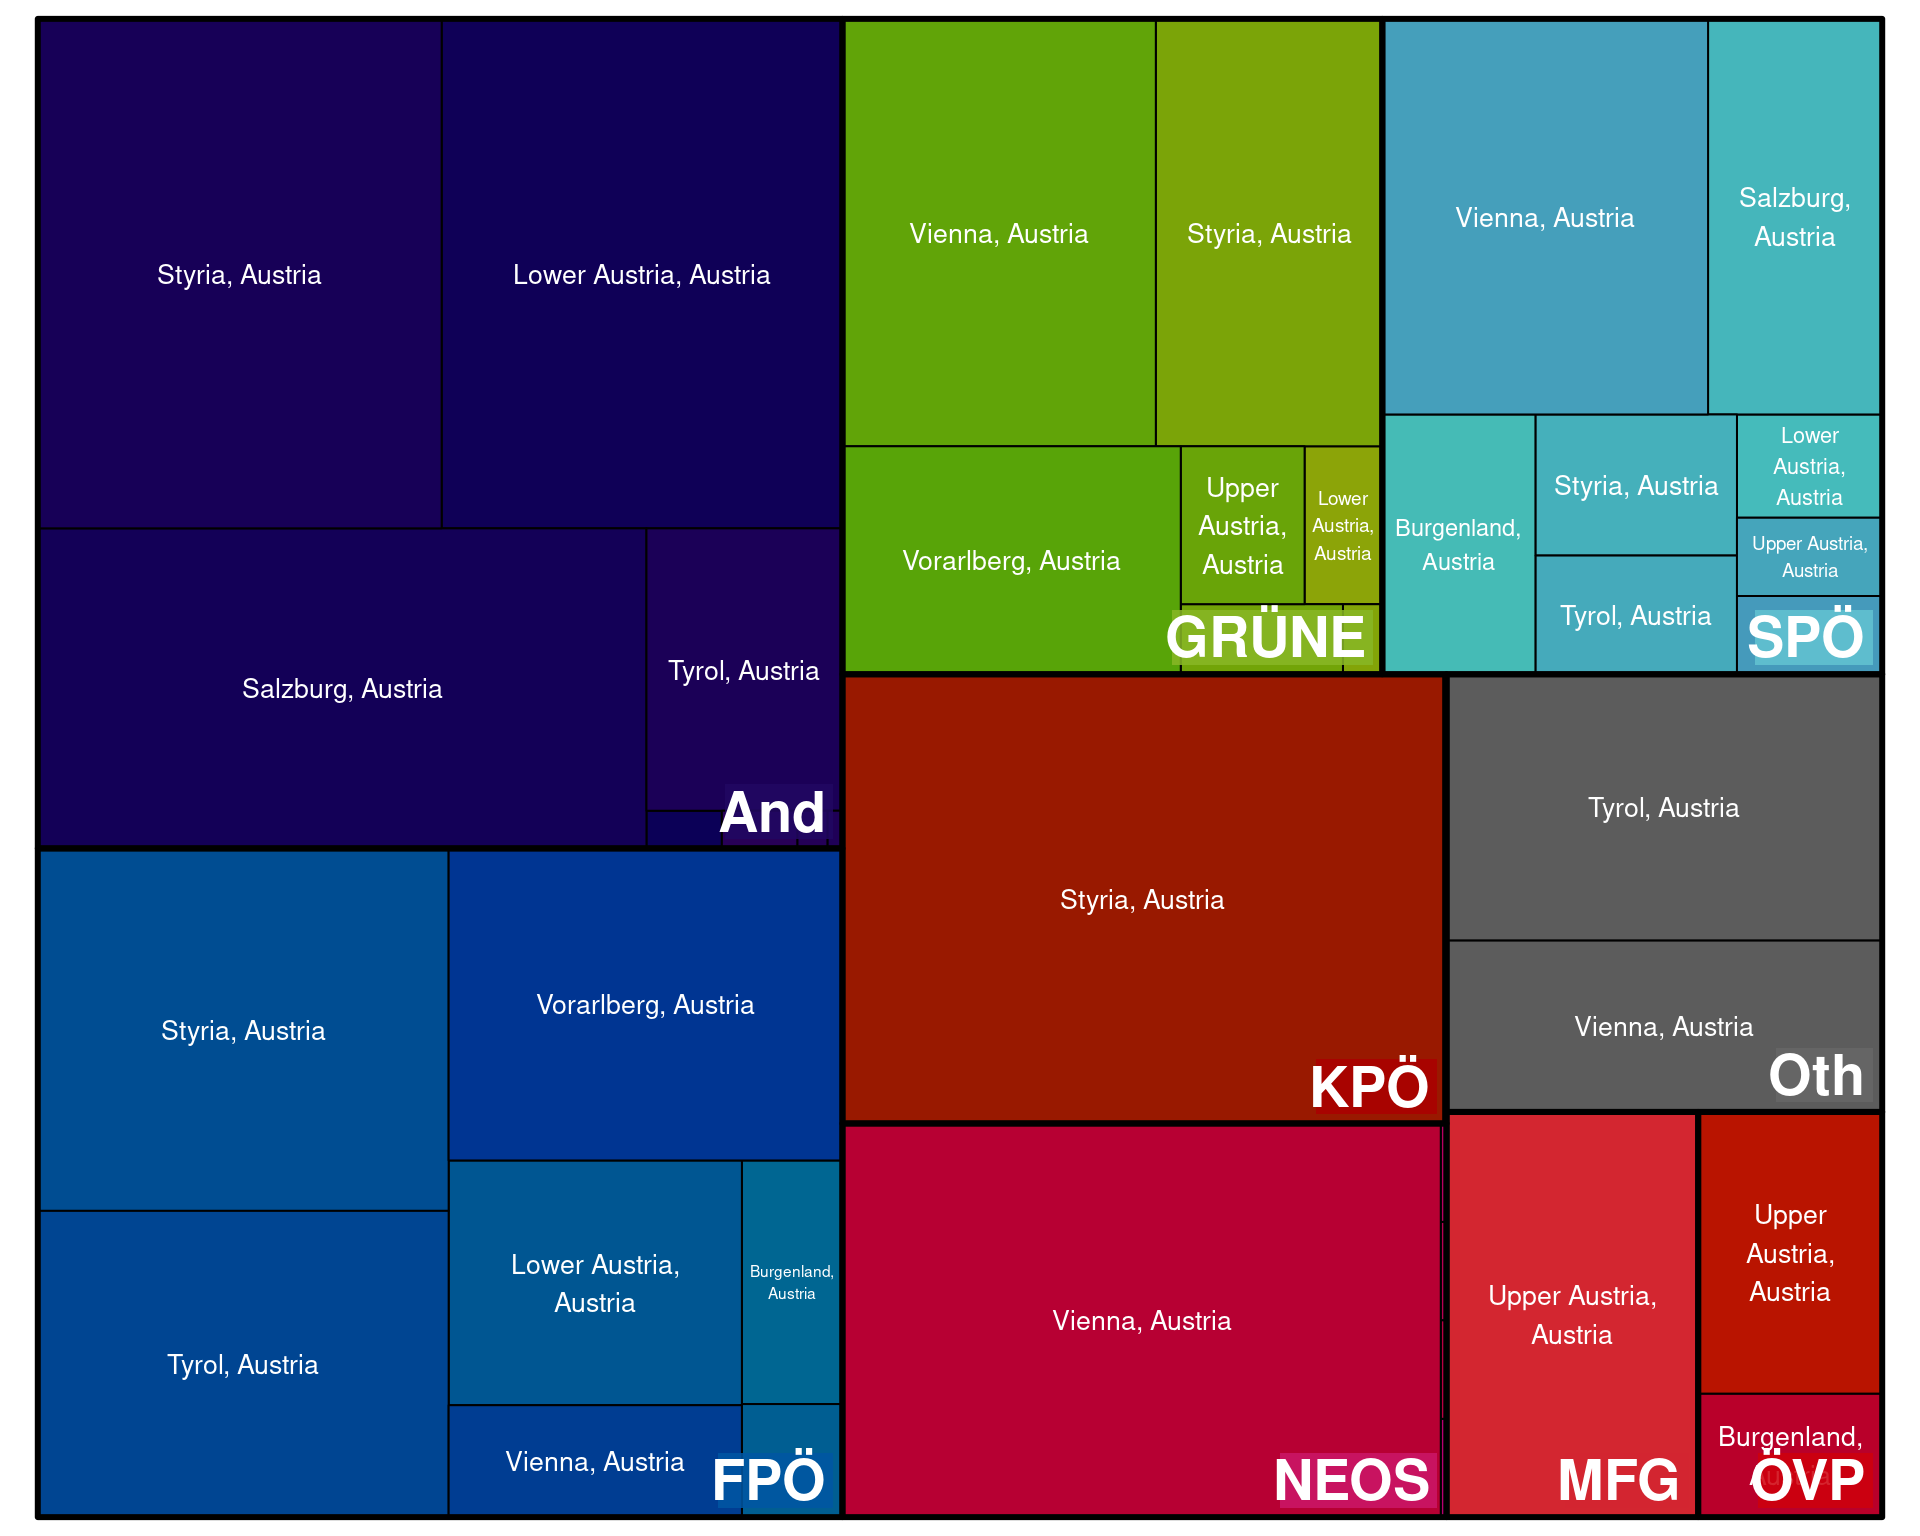 Styria, Austria
Lower Austria, Austria
Salzburg, Austria
Tyrol, Austria
And
Styria, Austria
Vorarlberg, Austria
Tyrol, Austria
Lower Austria,
Austria
Burgenland,
Austria
Vienna, Austria
FPÖ
Vienna, Austria
Styria, Austria
Vorarlberg, Austria
Upper
Austria,
Austria
Lower
Austria,
Austria
GRÜNE
Vienna, Austria
Salzburg,
Austria
Burgenland,
Austria
Styria, Austria
Tyrol, Austria
Lower
Austria,
Austria
Upper Austria,
Austria
SPÖ
Styria, Austria
KPÖ
Tyrol, Austria
Vienna, Austria
Oth
Vienna, Austria
NEOS
Upper Austria,
Austria
MFG
Upper
Austria,
Austria
Burgenland,
ÖVP